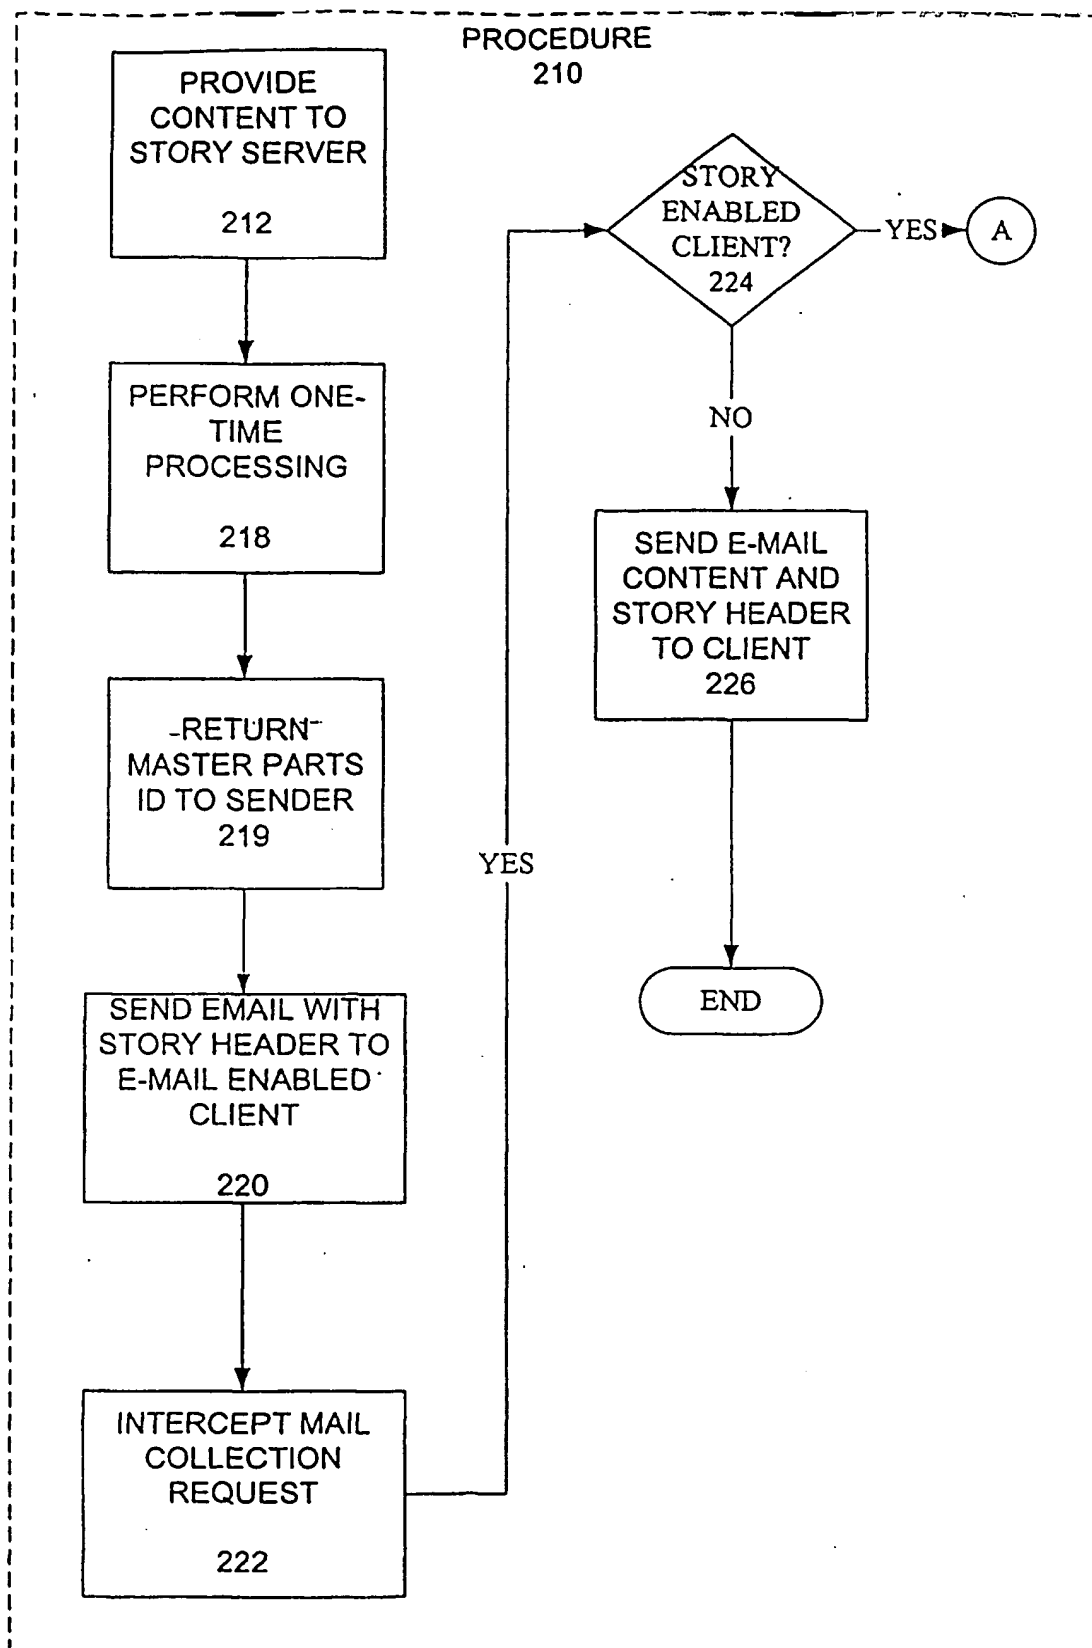 PROCEDURE
210
PROVIDE
CONTENT TO
STORY SERVER
212
PERFORM ONE-
TIME
PROCESSING
218
RETURN
MASTER PARTS
ID TO SENDER
219
SEND EMAIL WITH
STORY HEADER TO
E-MAIL ENABLED
CLIENT
220
INTERCEPT MAIL
COLLECTION
REQUEST
222
YES
STORY
ENABLED
CLIENT?
224
YES
A
NO
SEND E-MAIL
CONTENT AND
STORY HEADER
TO CLIENT
226
END